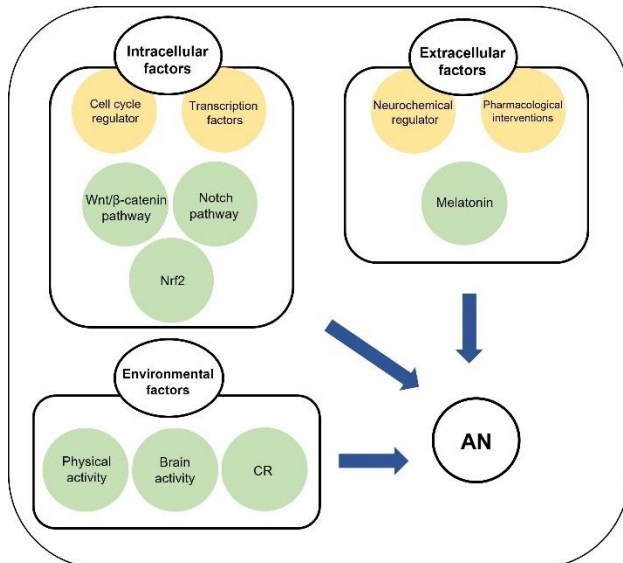 Intracellular
factors
Cell cycle
regulator
Transcription
factors
Wnt/β-catenin
pathway
Notch
pathway
Nrf2
Extracellular
factors
Neurochemical
regulator
Pharmacological
interventions
Melatonin
Environmental
factors
Physical
activity
Brain
activity
CR
AN